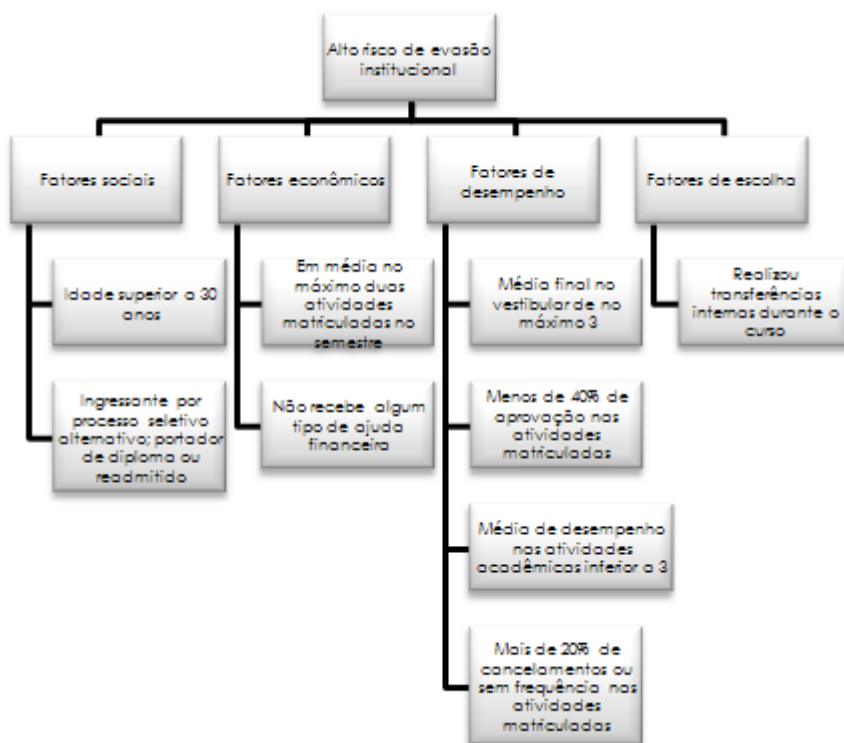 Alto risco de evasão
institucional
Fatores sociais
Fatores econômicos
Fatores de
desempenho
Fatores de escolha
Idade superior a 30
anos
Ingressante por
processo seletivo
alternativo; portador
de diploma ou
readmitido
Em média no
máximo duas
atividades
matriculadas no
semestre
Não recebe algum
tipo de ajuda
financeira
Média final no
vestibular de no
máximo 3
Menos de 40% de
aprovação nas
atividades
matriculadas
Média de desempenho
nas atividades
acadêmicas inferior a 3
Mais de 20% de
cancelamentos ou
sem frequência nas
atividades
matriculadas
Realizou
transferências
internas durante o
curso